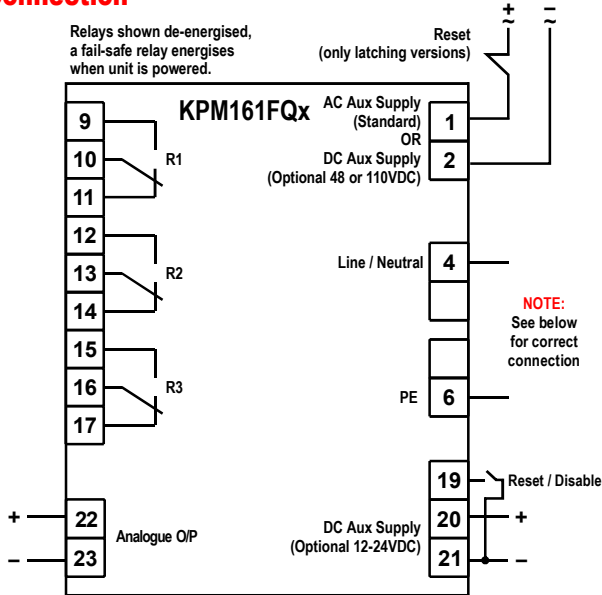 Connection
Relays shown de-energised,
a fail-safe relay energises
when unit is powered.
Reset
(only latching versions)
+
~
–
~
KPM161FQx
AC Aux Supply
(Standard)
OR
DC Aux Supply
(Optional 48 or 110VDC)
1
2
9
10
11
R1
12
13
14
R2
15
16
17
R3
Line / Neutral
4
NOTE:
See below
for correct
connection
PE
6
19
Reset / Disable
+
22
Analogue O/P
–
23
DC Aux Supply
(Optional 12-24VDC)
20
+
21
–